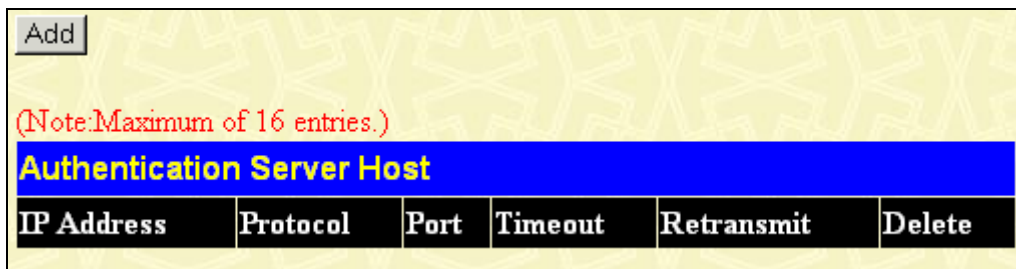 Add
(Note:Maximum of 16 entries.)
Authentication Server Host
IP Address Protocol Port Timeout Retransmit Delete